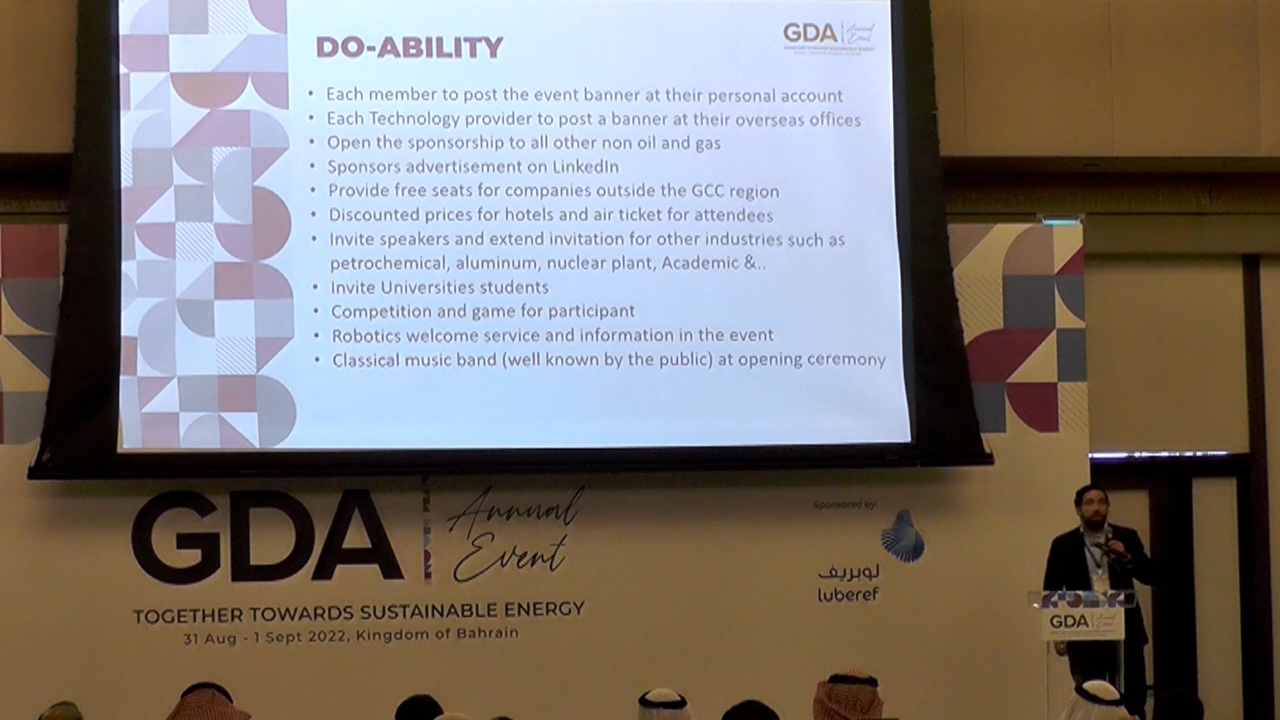 DO-ABILITY
GDA Annual Event
• Each member to post the event banner at their personal account
• Each Technology provider to post a banner at their overseas offices
• Open the sponsorship to all other non oil and gas
• Sponsors advertisement on LinkedIn
• Provide free seats for companies outside the GCC region
• Discounted prices for hotels and air ticket for attendees
• Invite speakers and extend invitation for other industries such as
petrochemical, aluminum, nuclear plant, Academic &..
• Invite Universities students
• Competition and game for participant
• Robotics welcome service and information in the event
• Classical music band (well known by the public) at opening ceremony
GDA Annual Event
TOGETHER TOWARDS SUSTAINABLE ENERGY
31 Aug - 1 Sept 2022, Kingdom of Bahrain
Sponsored by:
لوبريف
luberef
GDA Annual Event